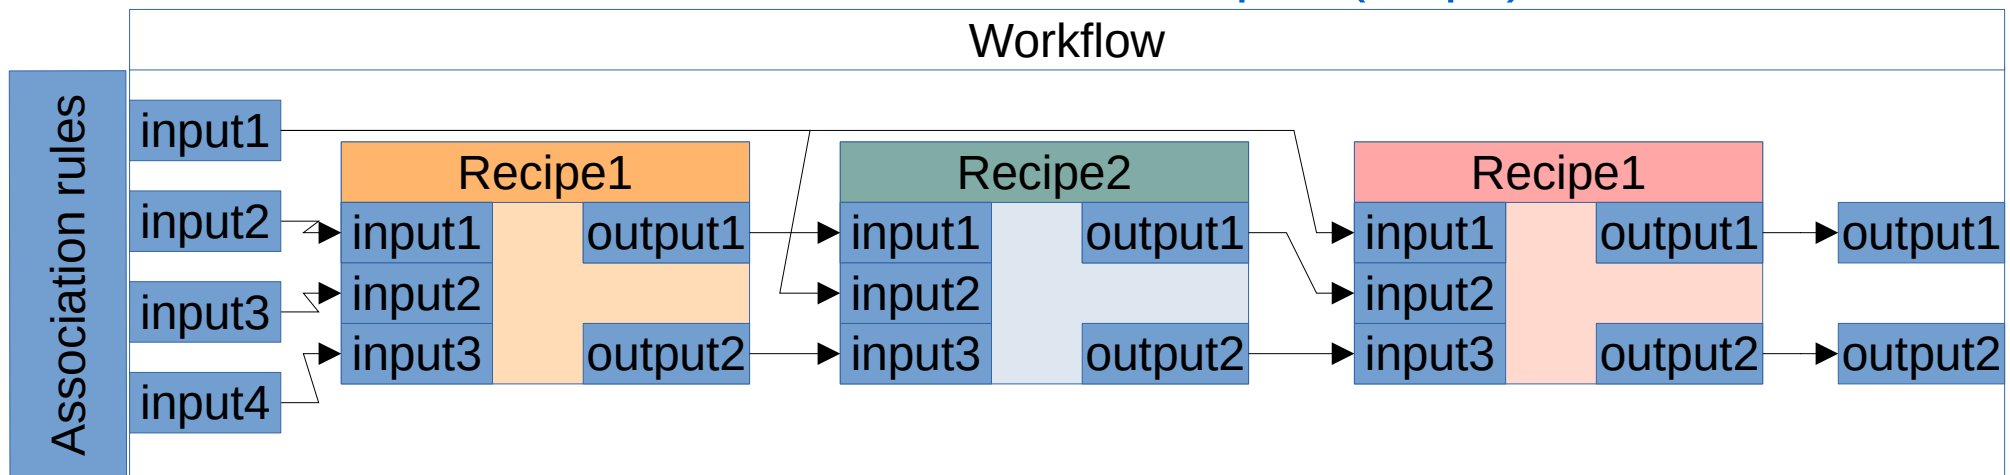 Workflow
Association rules
input1
input2
input3
input4
Recipe1
input1
output1
input2
input3
output2
Recipe2
input1
output1
input2
input3
output2
Recipe1
input1
output1
input2
input3
output2
output1
output2